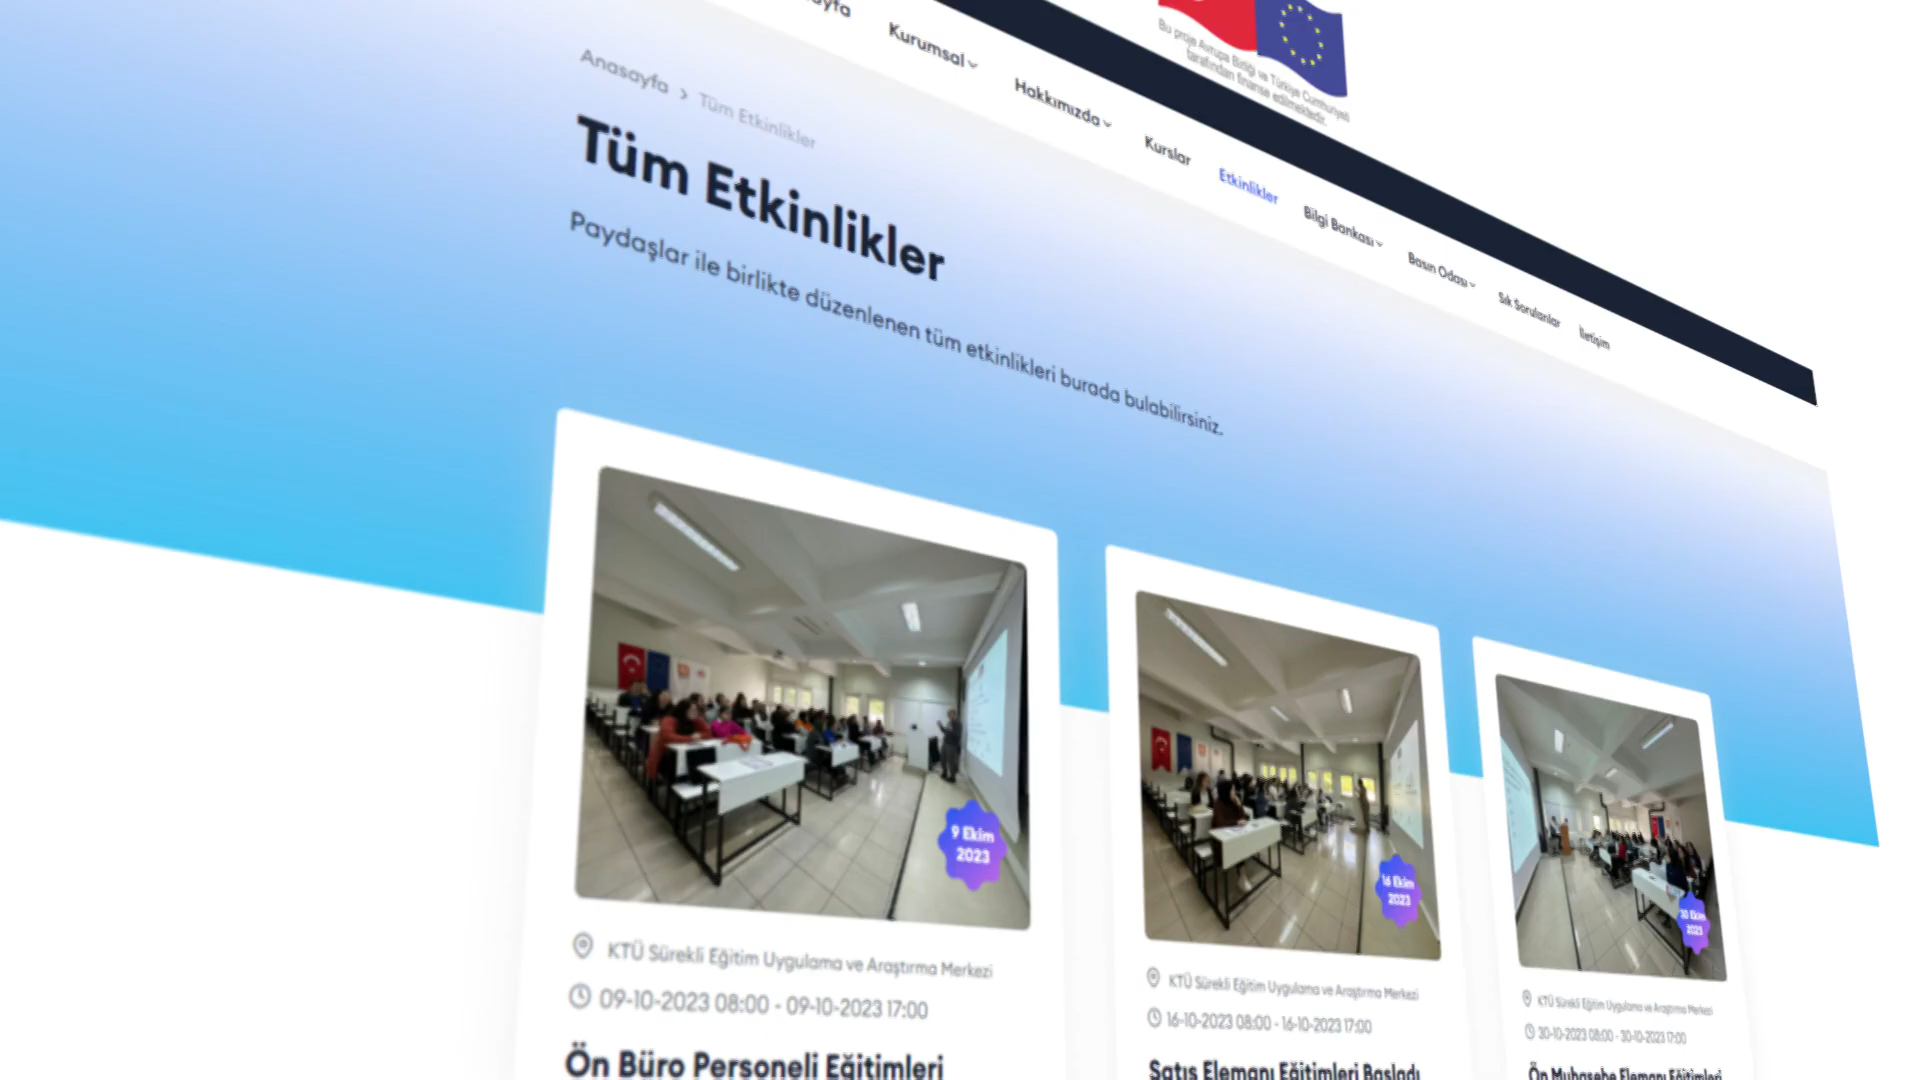 Bu proje Avrupa Birliği ve Türkiye Cumhuriyeti
tarafından finanse edilmektedir.
Kurumsal
Hakkımızda
Kurslar
Etkinlikler
Bilgi Bankası
Basın Odası
Sık Sorulanlar
İletişim
Anasayfa > Tüm Etkinlikler
Tüm Etkinlikler
Paydaşlar ile birlikte düzenlenen tüm etkinlikleri burada bulabilirsiniz.
9 Ekim
2023
KTÜ Sürekli Eğitim Uygulama ve Araştırma Merkezi
09-10-2023 08:00 - 09-10-2023 17:00
Ön Büro Personeli Eğitimleri
16 Ekim
2023
KTÜ Sürekli Eğitim Uygulama ve Araştırma Merkezi
16-10-2023 08:00 - 16-10-2023 17:00
Satış Elemanı Eğitimleri Başladı
30 Ekim
2023
KTÜ Sürekli Eğitim Uygulama ve Araştırma Merkezi
30-10-2023 08:00 - 30-10-2023 17:00
Ön Muhasebe Elemanı Eğitimleri